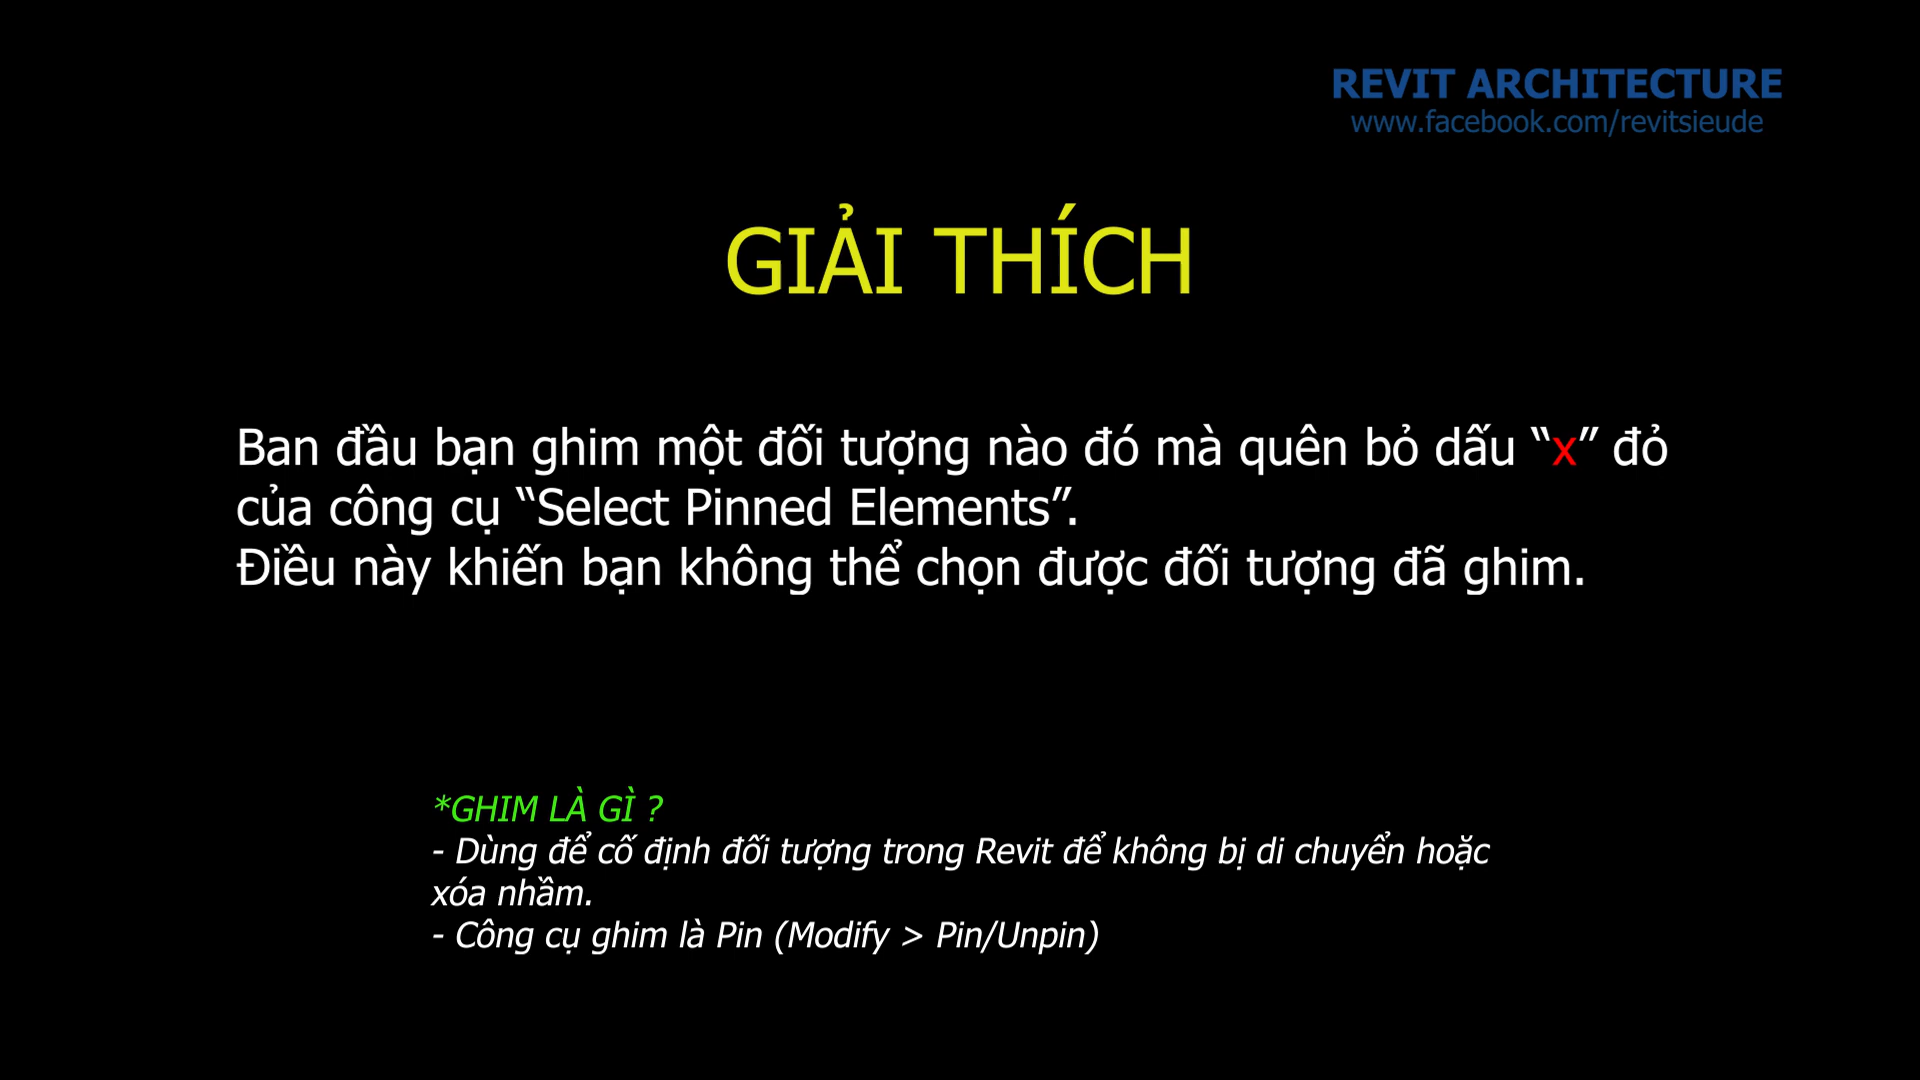 REVIT ARCHITECTURE
www.facebook.com/revitsieude
GIẢI THÍCH
Ban đầu bạn ghim một đối tượng nào đó mà quên bỏ dấu “x” đỏ
của công cụ “Select Pinned Elements”.
Điều này khiến bạn không thể chọn được đối tượng đã ghim.
*GHIM LÀ GÌ ?
- Dùng để cố định đối tượng trong Revit để không bị di chuyển hoặc
xóa nhầm.
- Công cụ ghim là Pin (Modify > Pin/Unpin)